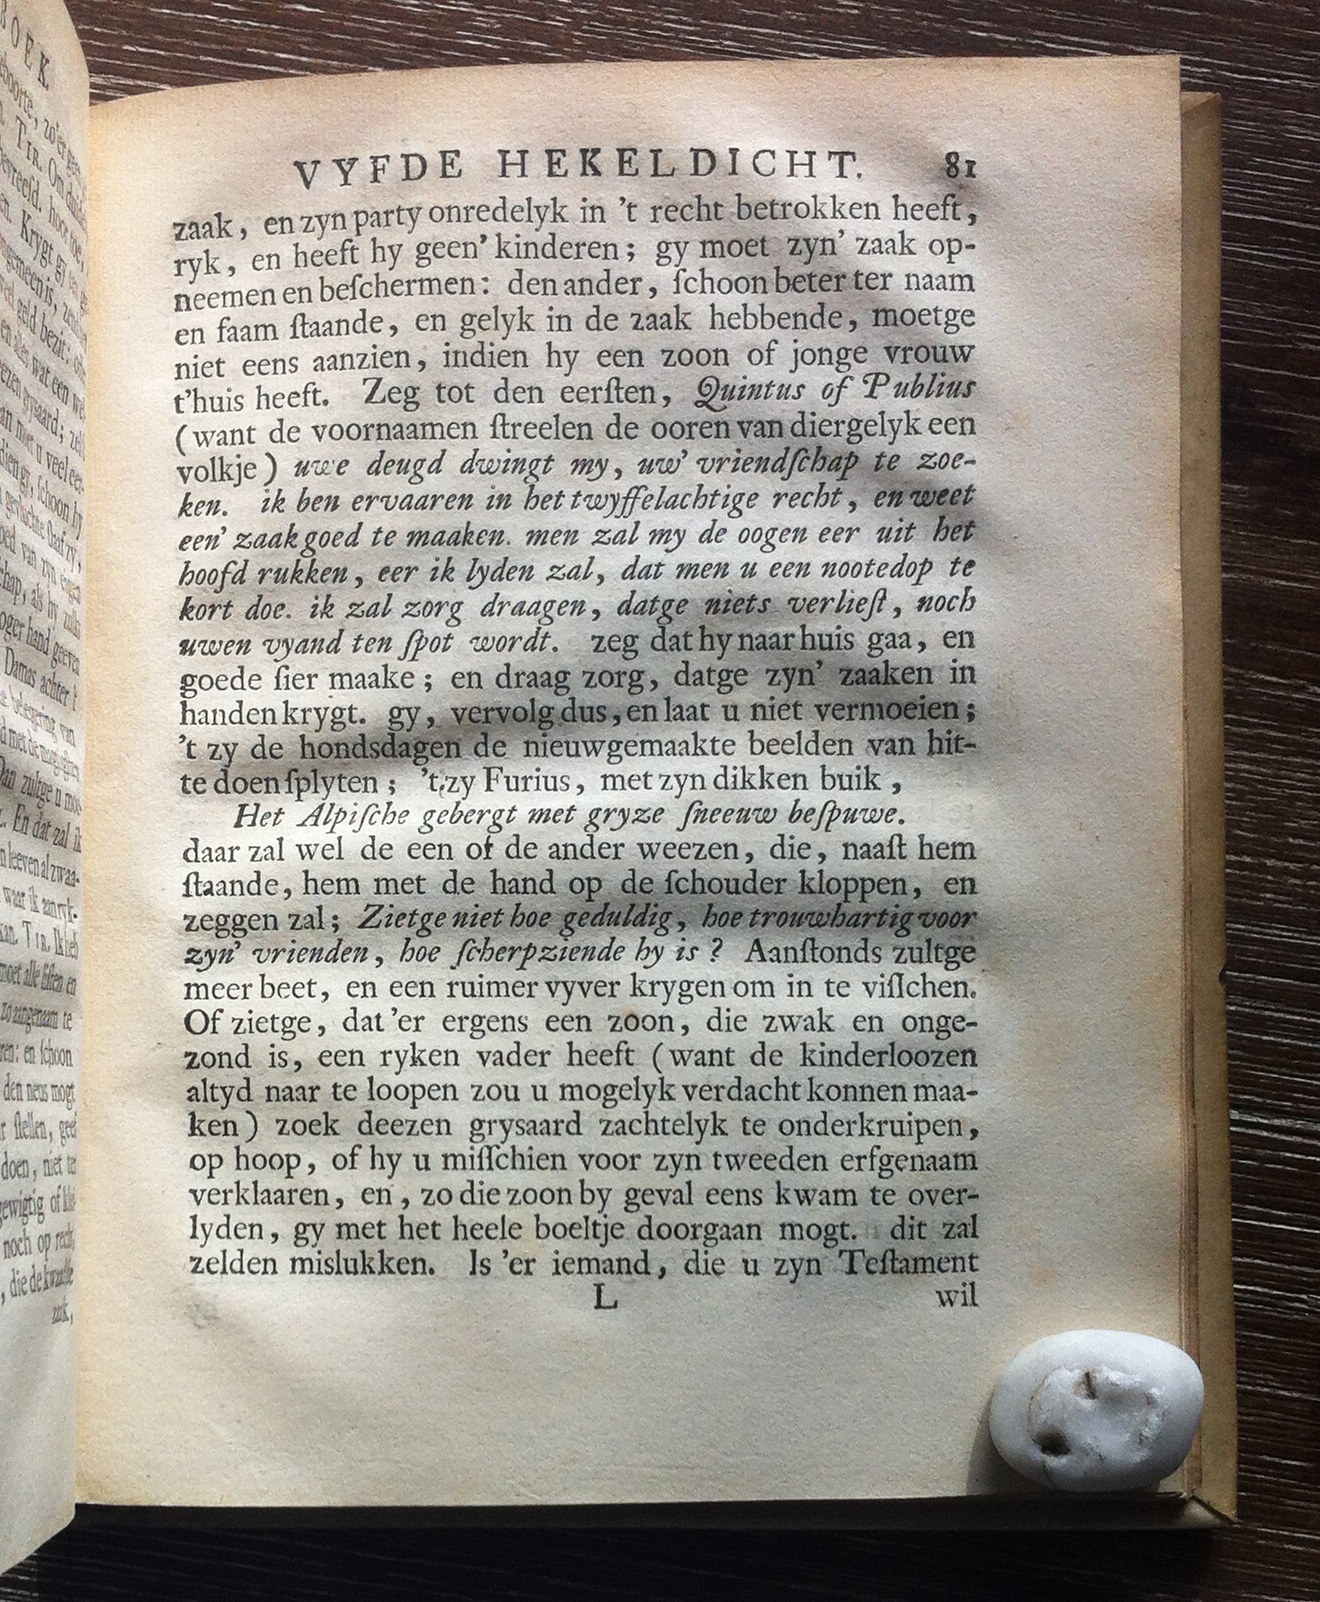 VYFDE HEKELDICHT. 81
zaak, en zyn party onredelyk in 't recht betrokken heeft,
ryk, en heeft hy geen' kinderen; gy moet zyn' zaak op-
neemen en beſchermen: den ander, ſchoon beter ter naam
en faam ſtaande, en gelyk in de zaak hebbende, moetge
niet eens aanzien, indien hy een zoon of jonge vrouw
t'huis heeft. Zeg tot den eerſten, Quintus of Publius
(want de voornaamen ſtreelen de ooren van diergelyk een
volkje) uwe deugd dwingt my, uw' vriendſchap te zoe-
ken. ik ben ervaaren in het twyffelachtige recht, en weet
een' zaak goed te maaken. men zal my de oogen eer uit het
hoofd rukken, eer ik lyden zal, dat men u een nootedop te
kort doe. ik zal zorg draagen, datge niets verlieſt, noch
uwen vyand ten ſpot wordt. zeg dat hy naar huis gaa, en
goede ſier maake; en draag zorg, datge zyn' zaaken in
handen krygt. gy, vervolg dus, en laat u niet vermoeien;
't zy de hondsdagen de nieuwgemaakte beelden van hit-
te doen ſplyten; 't zy Furius, met zyn dikken buik,
Het Alpiſche gebergt met gryze ſneeuw beſpuwe.
daar zal wel de een of de ander weezen, die, naaſt hem
ſtaande, hem met de hand op de ſchouder kloppen, en
zeggen zal; Zietge niet hoe geduldig, hoe trouwhartig voor
zyn' vrienden, hoe ſcherpziende hy is? Aanſtonds zultge
meer beet, en een ruimer vyver krygen om in te viſſchen.
Of zietge, dat 'er ergens een zoon, die zwak en onge-
zond is, een ryken vader heeft (want de kinderloozen
altyd naar te loopen zou u mogelyk verdacht konnen maa-
ken) zoek deezen grysaard zachtelyk te onderkruipen,
op hoop, of hy u miſſchien voor zyn tweeden erfgenaam
verklaaren, en, zo die zoon by geval eens kwam te over-
lyden, gy met het heele boeltje doorgaan mogt. dit zal
zelden mislukken. Is 'er iemand, die u zyn Teſtament
L wil